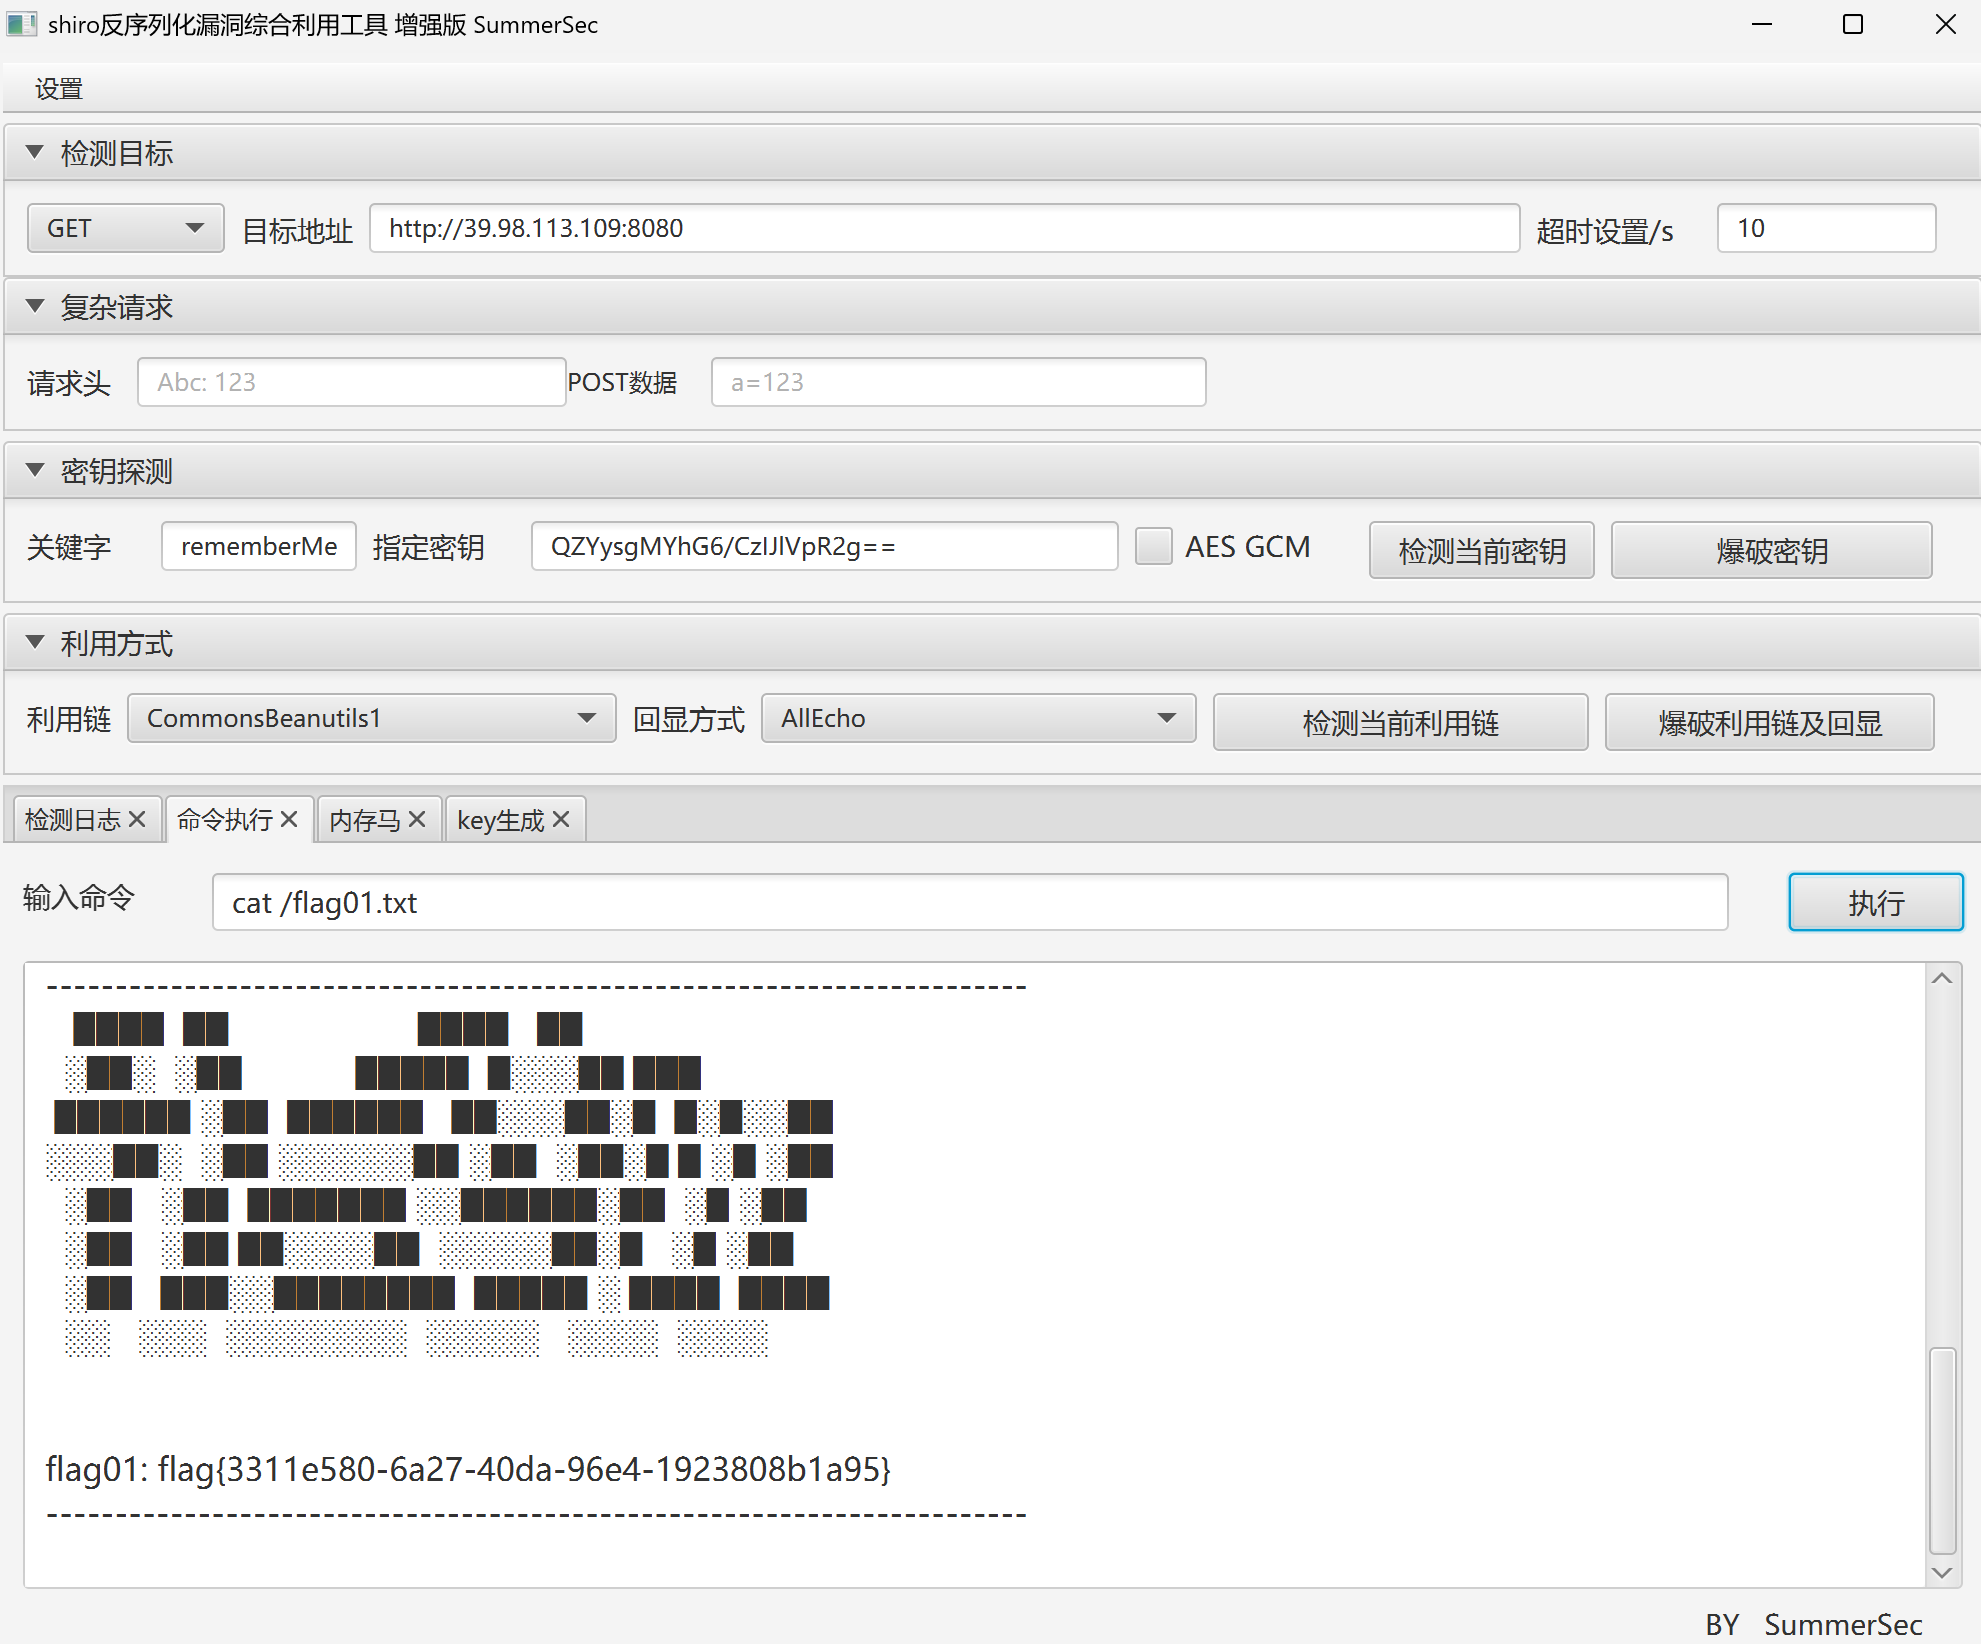 shiro反序列化漏洞综合利用工具 增强版 SummerSec
设置
检测目标
GET 目标地址 http://39.98.113.109:8080 超时设置/s 10
复杂请求
请求头 Abc: 123 POST数据 a=123
密钥探测
关键字 rememberMe 指定密钥 AES GCM 检测当前密钥 爆破密钥
利用方式
利用链 CommonsBeanutils1 回显方式 AllEcho 检测当前利用链 爆破利用链及回显
检测日志 命令执行 内存马 key生成
输入命令 cat /flag01.txt 执行
flag01: flag{3311e580-6a27-40da-96e4-1923808b1a95}
BY SummerSec